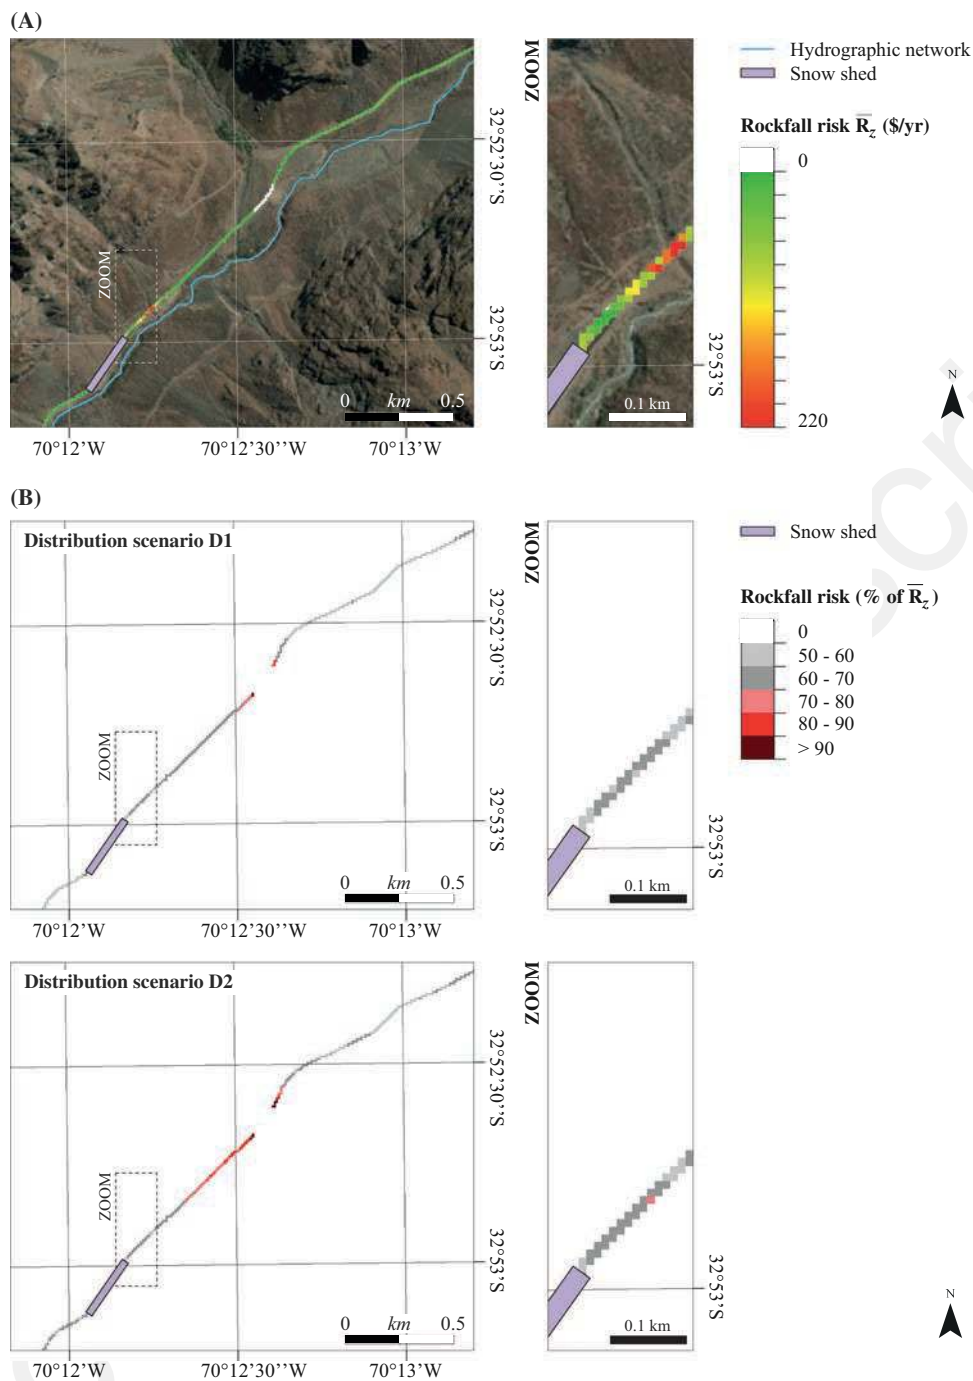 (A)
ZOOM
ZOOM
Hydrographic network
Snow shed
Rockfall risk R̅z ($/yr)
0
220
32°52'30''S
32°53'S
32°53'S
0 km 0.5
0.1 km
N
70°12'W 70°12'30''W 70°13'W
(B)
Distribution scenario D1
ZOOM
ZOOM
Snow shed
Rockfall risk (% of R̅z)
0
50 - 60
60 - 70
70 - 80
80 - 90
> 90
32°52'30''S
32°53'S
32°53'S
0 km 0.5
0.1 km
70°12'W 70°12'30''W 70°13'W
Distribution scenario D2
ZOOM
ZOOM
32°52'30''S
32°53'S
32°53'S
0 km 0.5
0.1 km
N
70°12'W 70°12'30''W 70°13'W